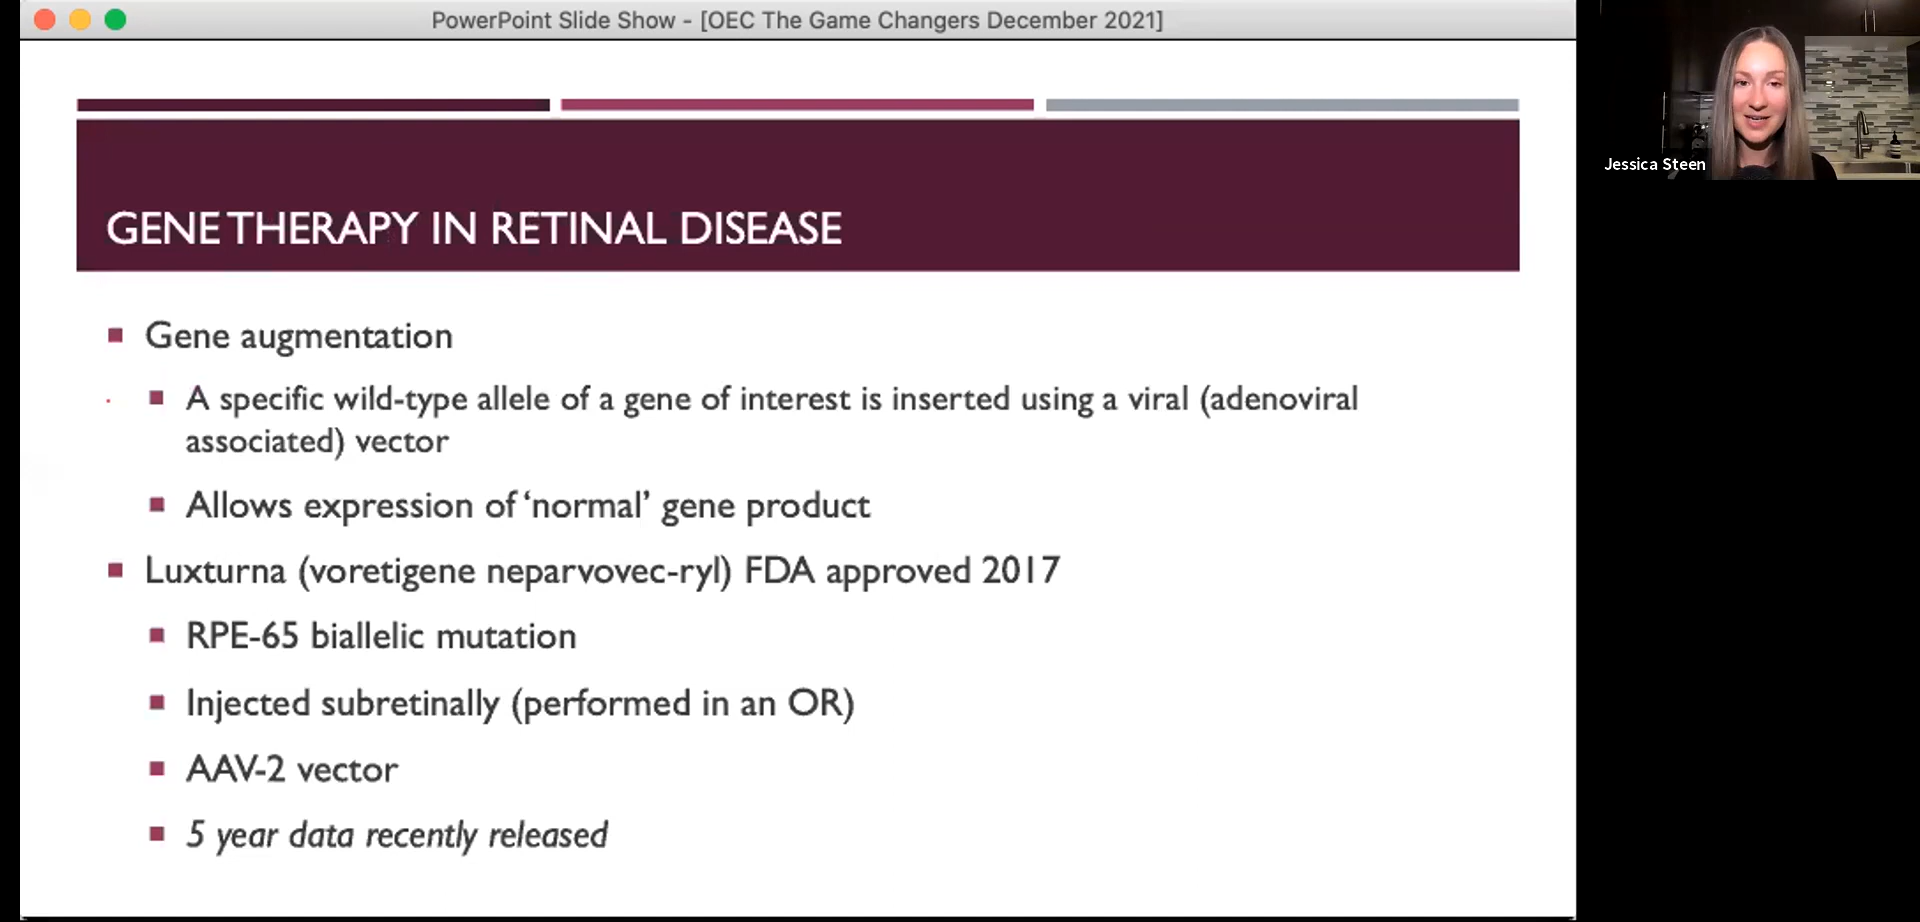 PowerPoint Slide Show - [OEC The Game Changers December 2021]
Jessica Steen
GENE THERAPY IN RETINAL DISEASE
Gene augmentation
A specific wild-type allele of a gene of interest is inserted using a viral (adenoviral
associated) vector
Allows expression of ‘normal’ gene product
Luxturna (voretigene neparvovec-ryl) FDA approved 2017
RPE-65 biallelic mutation
Injected subretinally (performed in an OR)
AAV-2 vector
5 year data recently released